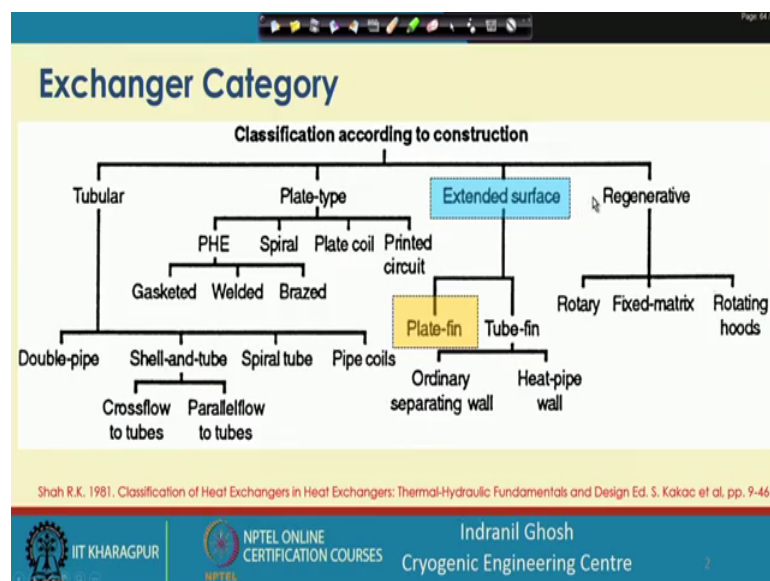 Page: 64
Exchanger Category
Classification according to construction
Tubular
Plate-type
Extended surface
Regenerative
PHE
Spiral
Plate coil
Printed
circuit
Gasketed
Welded
Brazed
Rotary
Fixed-matrix
Rotating
hoods
Plate-fin
Tube-fin
Double-pipe
Shell-and-tube
Spiral tube
Pipe coils
Ordinary
separating wall
Heat-pipe
wall
Crossflow
to tubes
Parallelflow
to tubes
Shah R.K. 1981. Classification of Heat Exchangers in Heat Exchangers: Thermal-Hydraulic Fundamentals and Design Ed. S. Kakac et al, pp. 9-46
IIT KHARAGPUR
NPTEL ONLINE
CERTIFICATION COURSES
NPTEL
Indranil Ghosh
Cryogenic Engineering Centre
2